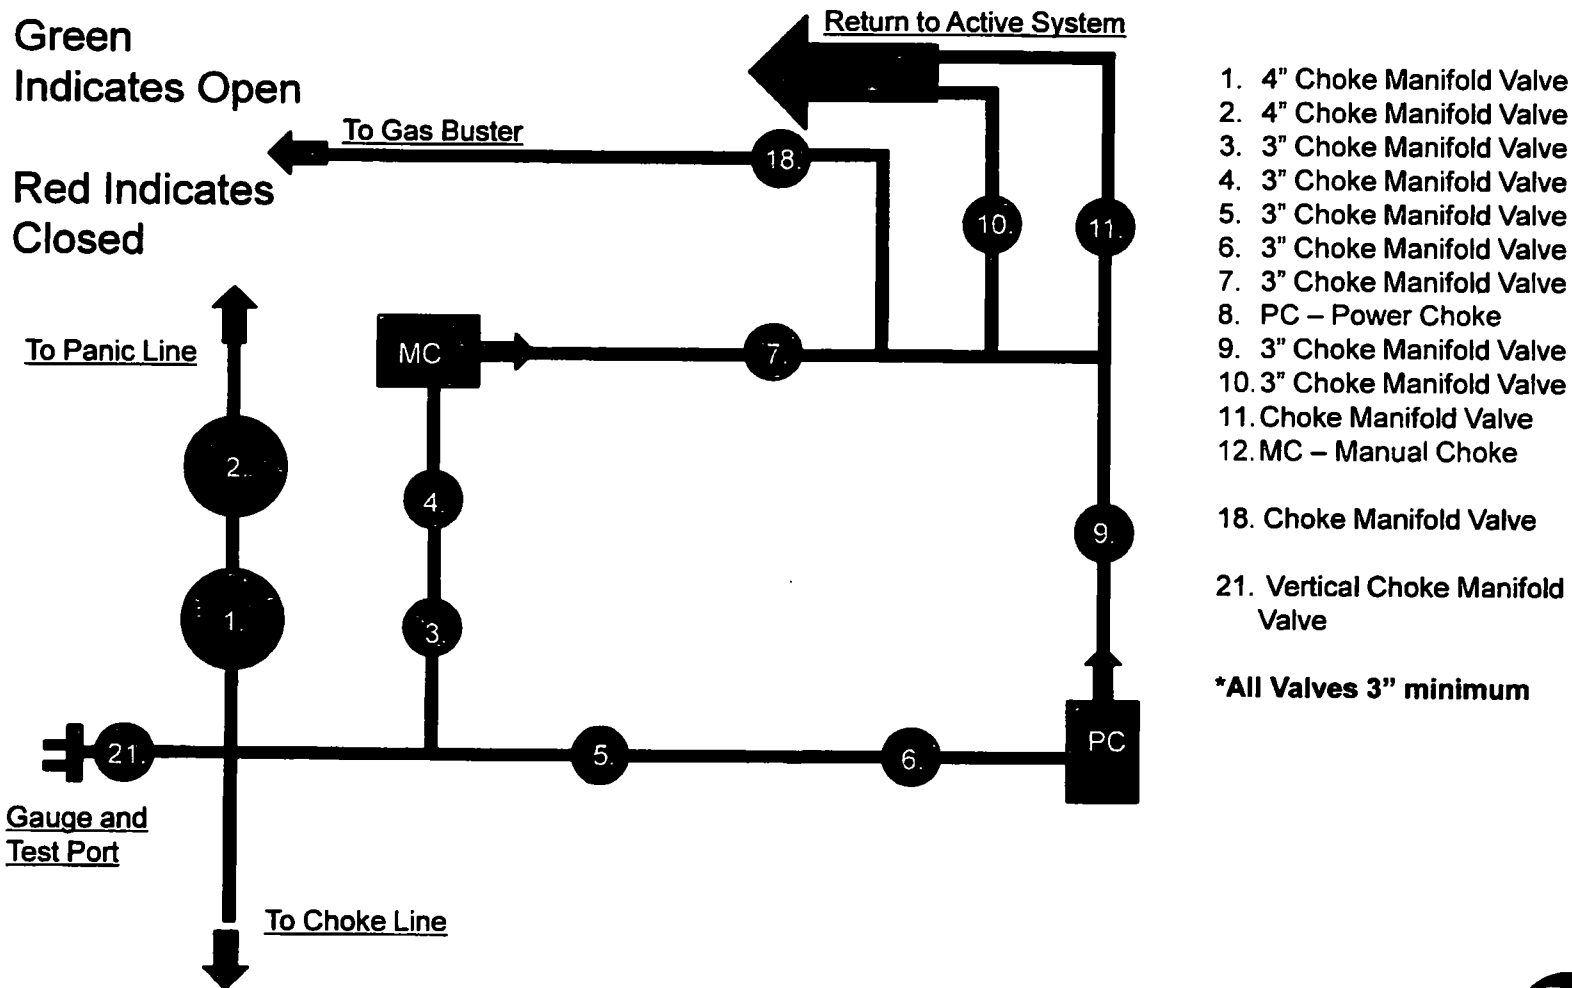 Green
Indicates Open
Red Indicates
Closed
Return to Active System
To Gas Buster
18.
10.
11.
To Panic Line
MC
7.
2.
4.
9.
1.
3.
21.
5.
6.
PC
Gauge and
Test Port
To Choke Line
1. 4" Choke Manifold Valve
2. 4" Choke Manifold Valve
3. 3" Choke Manifold Valve
4. 3" Choke Manifold Valve
5. 3" Choke Manifold Valve
6. 3" Choke Manifold Valve
7. 3" Choke Manifold Valve
8. PC – Power Choke
9. 3" Choke Manifold Valve
10. 3" Choke Manifold Valve
11. Choke Manifold Valve
12. MC – Manual Choke
18. Choke Manifold Valve
21. Vertical Choke Manifold
Valve
*All Valves 3" minimum